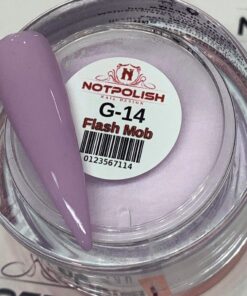 N
NOTPOLISH
NAIL DESIGN
G-14
Flash Mob
0123567114